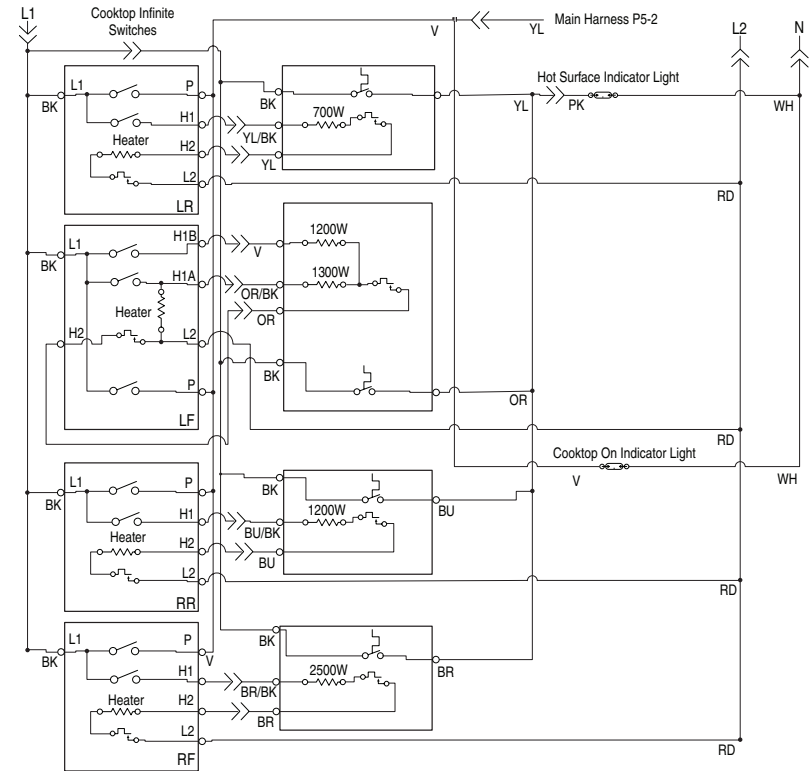 L1
Cooktop Infinite
Switches
V
YL
Main Harness P5-2
L2
N
Hot Surface Indicator Light
BK
L1
P
H1
Heater
H2
L2
LR
YL/BK
YL
BK
700W
YL
PK
WH
RD
BK
L1
H1B
H1A
Heater
H2
L2
P
LF
V
OR/BK
OR
1200W
1300W
BK
OR
RD
Cooktop On Indicator Light
V
WH
BK
L1
P
H1
Heater
H2
L2
RR
BU/BK
BU
BK
1200W
BU
RD
BK
L1
P
V
H1
Heater
H2
L2
RF
BR/BK
BR
BK
2500W
BR
RD